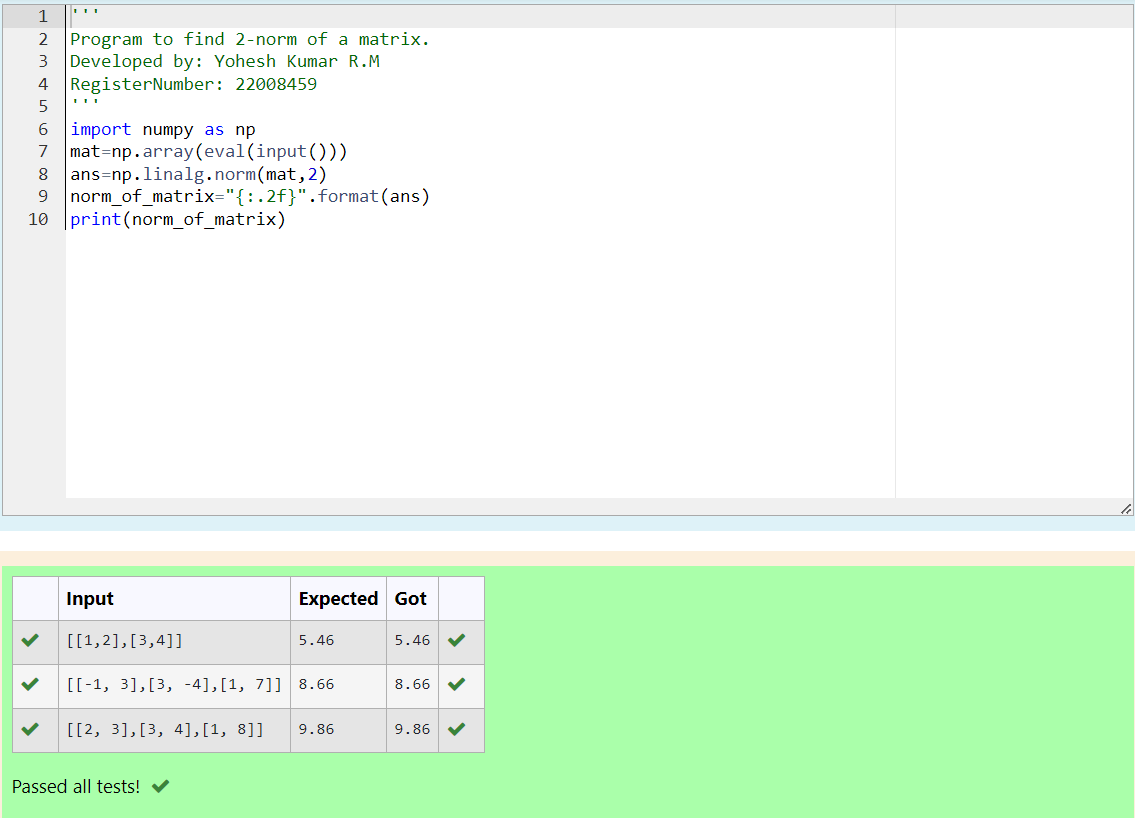 1 '''
2 Program to find 2-norm of a matrix.
3 Developed by: Yohesh Kumar R.M
4 RegisterNumber: 22008459
5 '''
6 import numpy as np
7 mat=np.array(eval(input()))
8 ans=np.linalg.norm(mat,2)
9 norm_of_matrix="{:.2f}".format(ans)
10 print(norm_of_matrix)
Input Expected Got
[[1,2],[3,4]] 5.46 5.46
[[-1, 3],[3, -4],[1, 7]] 8.66 8.66
[[2, 3],[3, 4],[1, 8]] 9.86 9.86
Passed all tests!